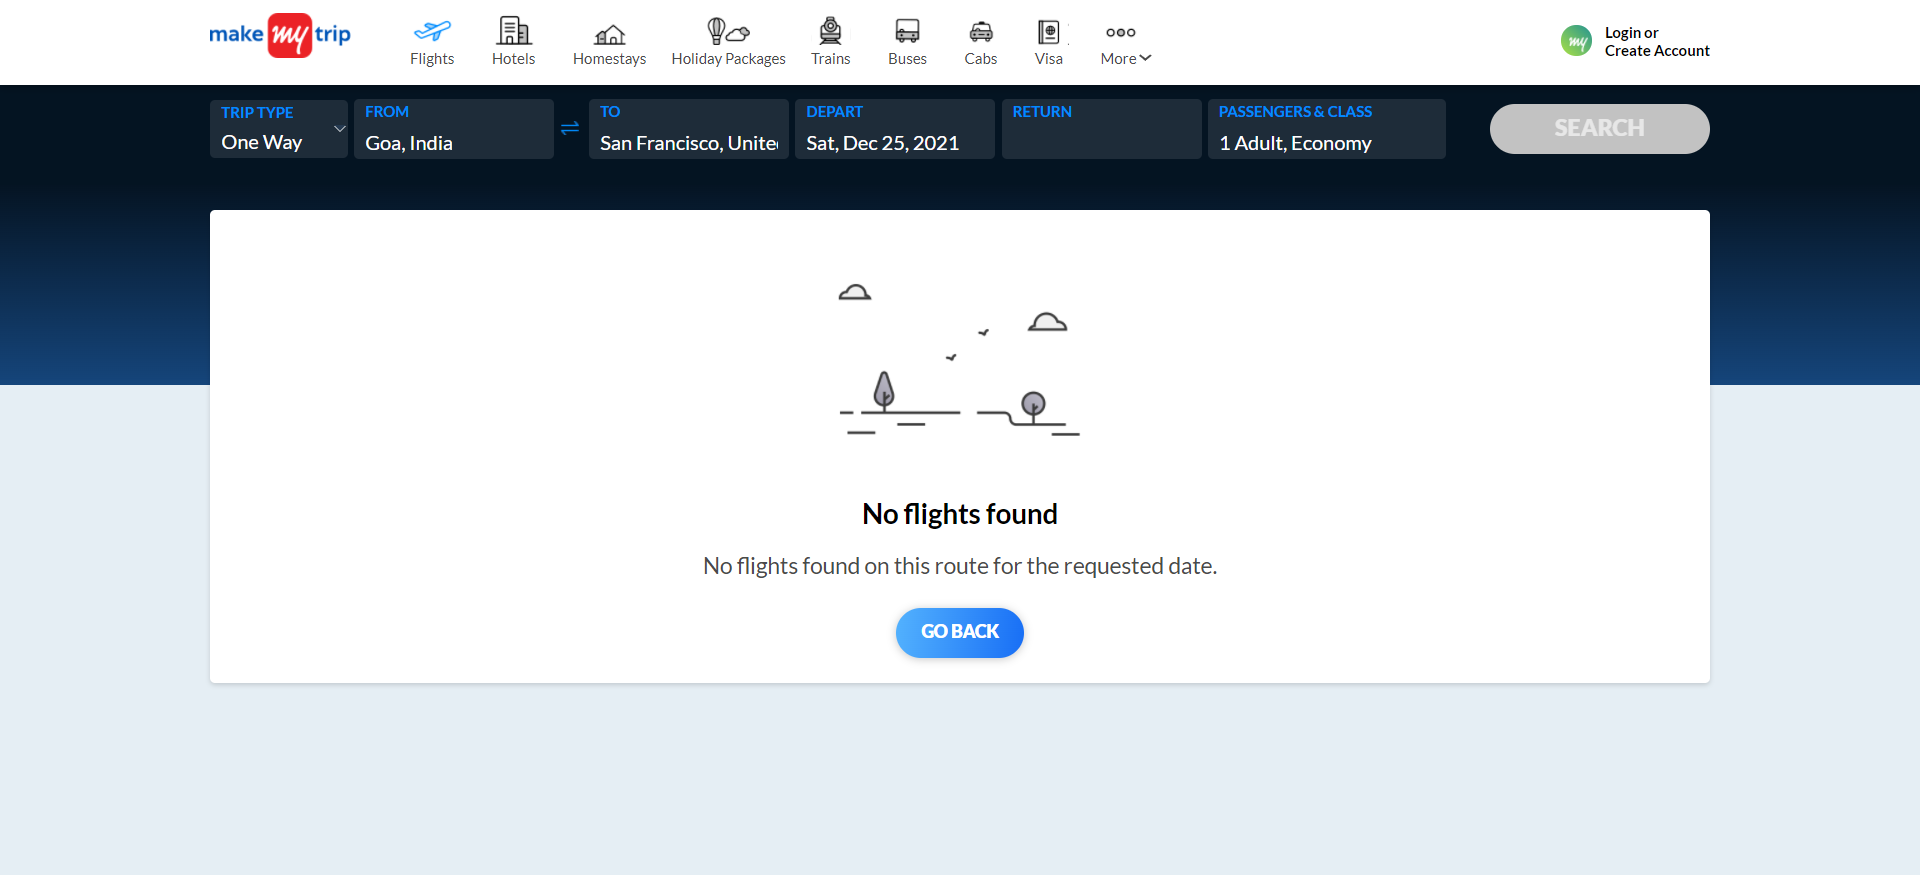 make my trip
Flights
Hotels
Homestays
Holiday Packages
Trains
Buses
Cabs
Visa
More
my
Login or
Create Account
TRIP TYPE
One Way
FROM
Goa, India
TO
San Francisco, Unite
DEPART
Sat, Dec 25, 2021
RETURN
PASSENGERS & CLASS
1 Adult, Economy
SEARCH
No flights found
No flights found on this route for the requested date.
GO BACK